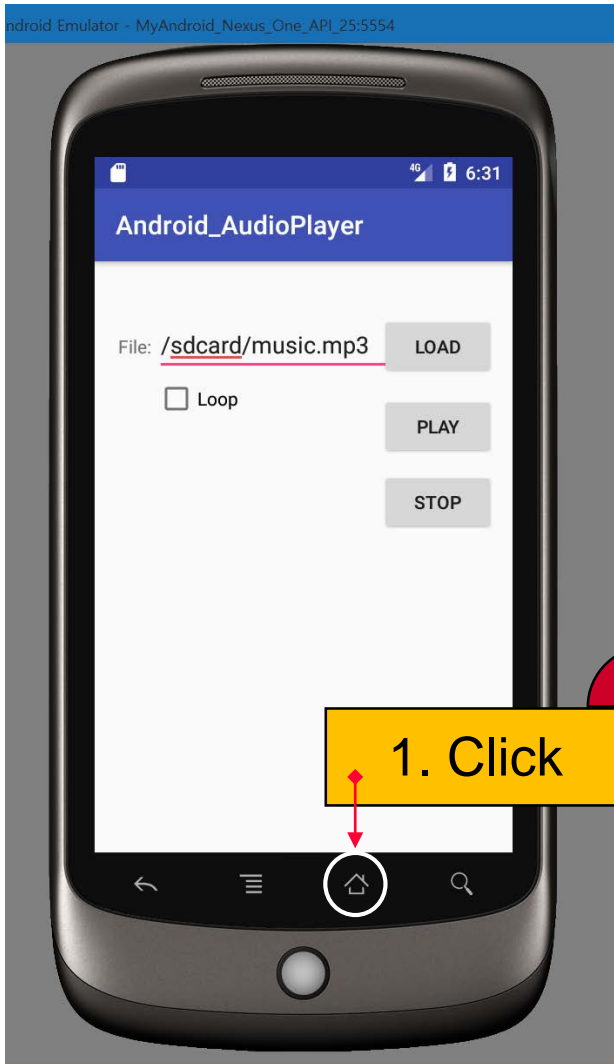 ndroid Emulator - MyAndroid_Nexus_One_API_25:5554
4G 6:31
Android_AudioPlayer
File: /sdcard/music.mp3 LOAD
Loop
PLAY
STOP
1. Click